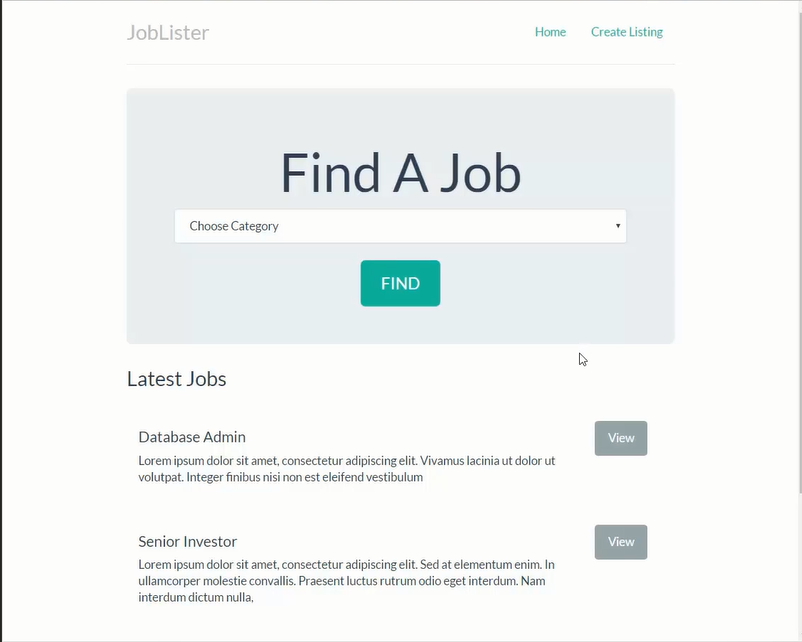 JobLister
Home
Create Listing
Find A Job
Choose Category
FIND
Latest Jobs
Database Admin
View
Lorem ipsum dolor sit amet, consectetur adipiscing elit. Vivamus lacinia ut dolor ut
volutpat. Integer finibus nisi non est eleifend vestibulum
Senior Investor
View
Lorem ipsum dolor sit amet, consectetur adipiscing elit. Sed at elementum enim. In
ullamcorper molestie convallis. Praesent luctus rutrum odio eget interdum. Nam
interdum dictum nulla,